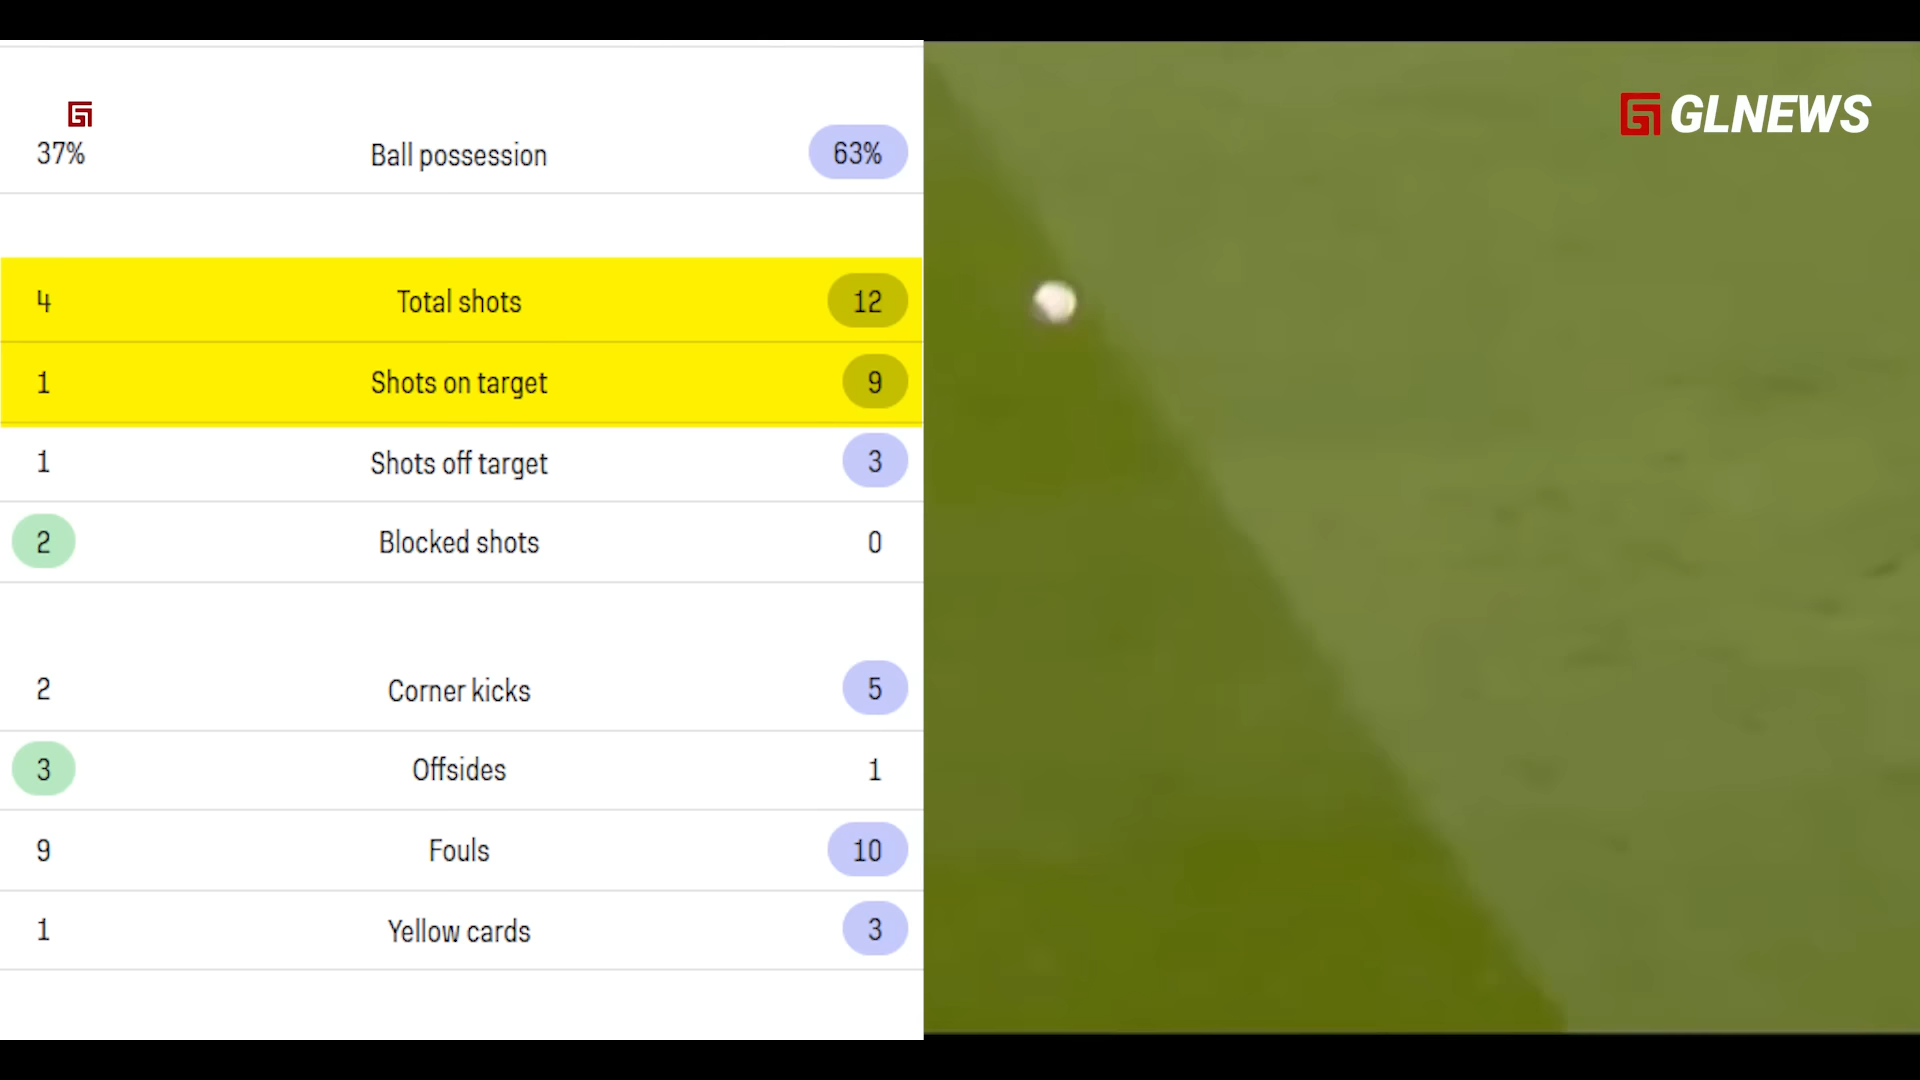 GLNEWS
37% Ball possession 63%
4 Total shots 12
1 Shots on target 9
1 Shots off target 3
2 Blocked shots 0
2 Corner kicks 5
3 Offsides 1
9 Fouls 10
1 Yellow cards 3